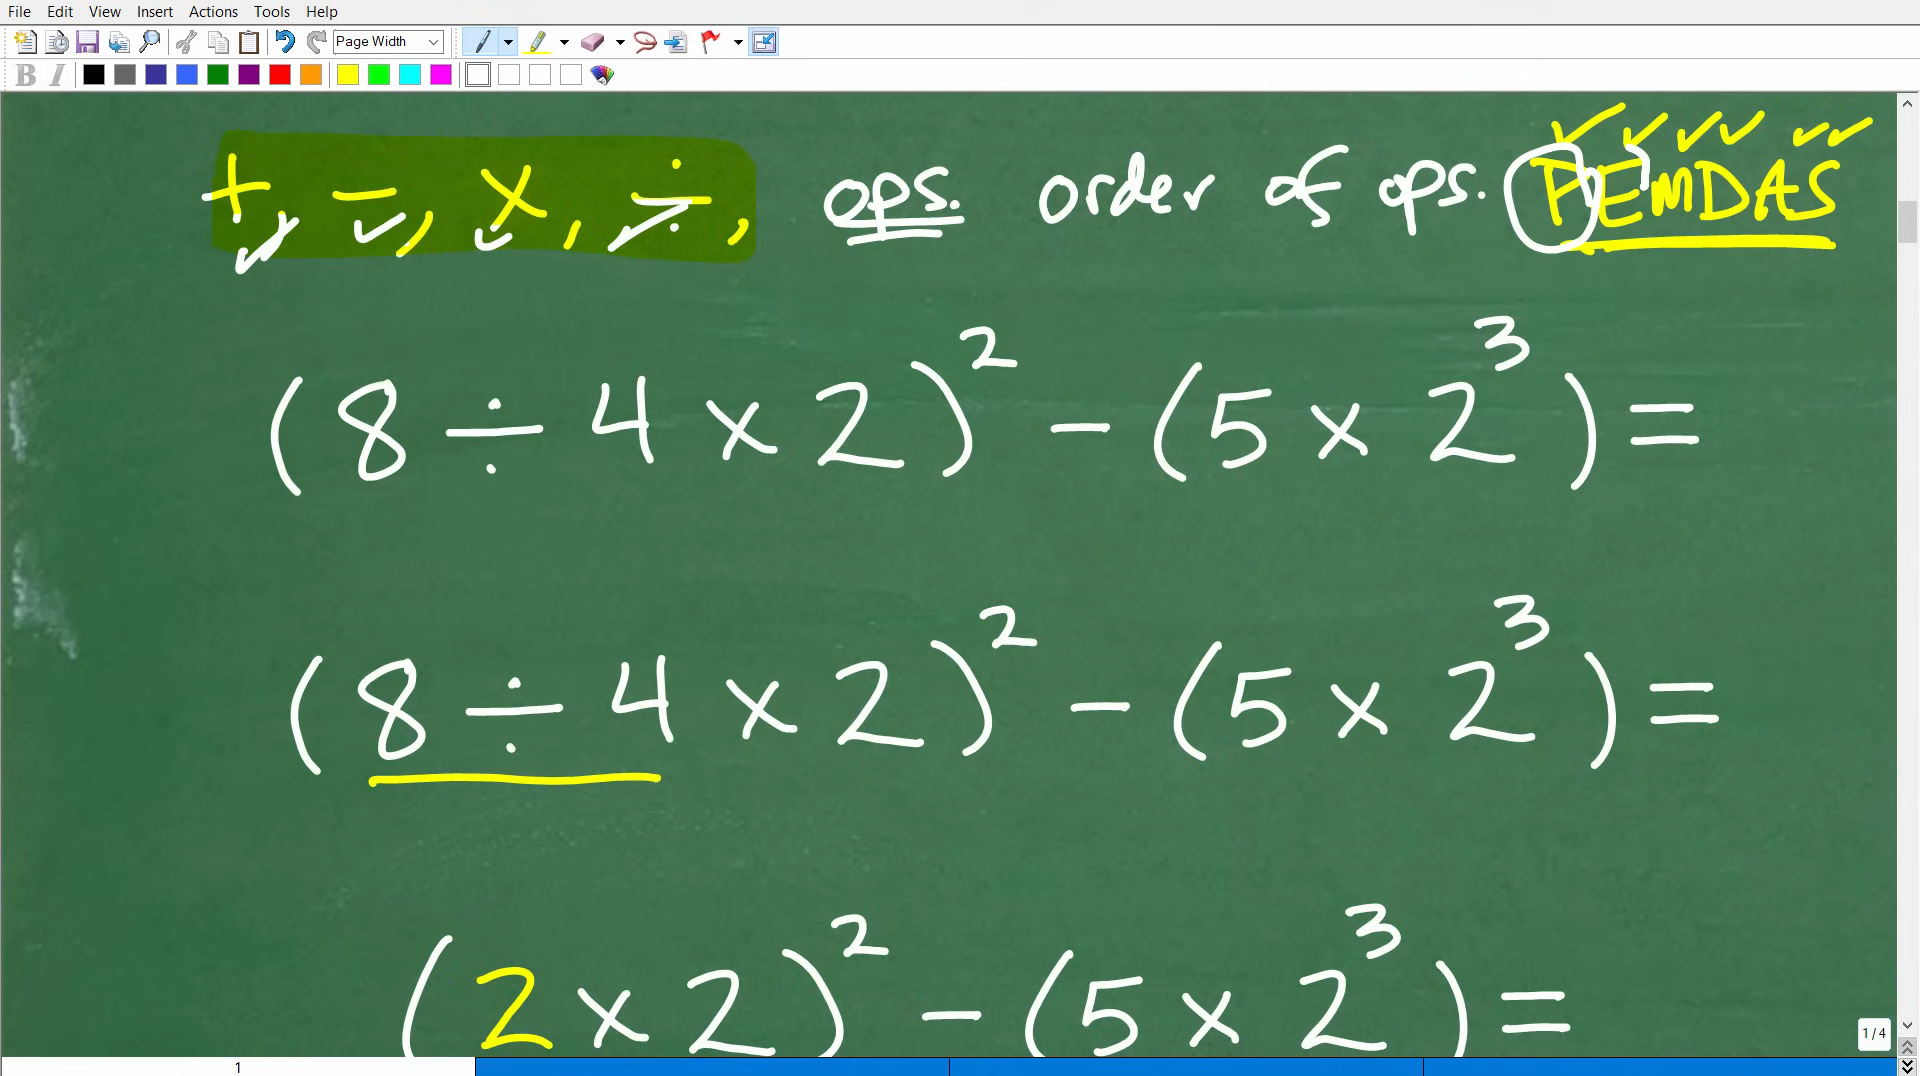 File Edit View Insert Actions Tools Help
Page Width
B I
+, −, ×, ÷, ops. order of ops. PEMDAS
(8 ÷ 4 × 2)² − (5 × 2³) =
(8 ÷ 4 × 2)² − (5 × 2³) =
(2 × 2)² − (5 × 2³) =
1 / 4
1